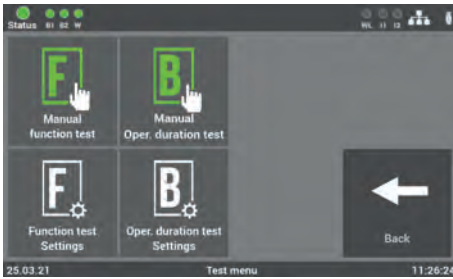 Status B1 B2 W WL I1 I2
F B
Manual
function test
Manual
Oper. duration test
F B
Function test
Settings
Oper. duration test
Settings
Back
25.03.21 Test menu 11:26:24